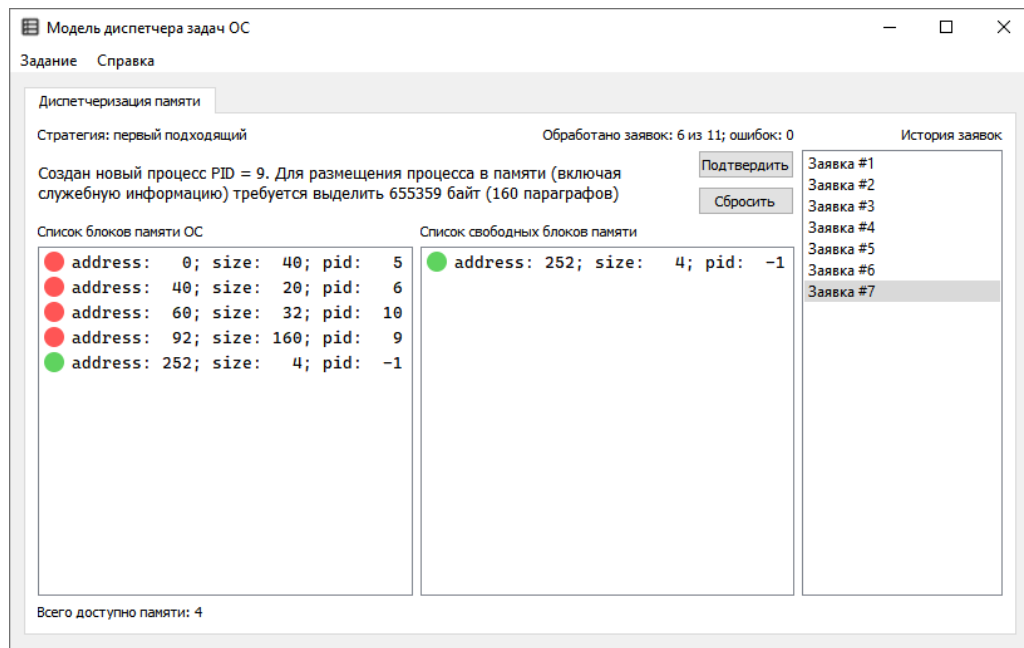 Модель диспетчера задач ОС
Задание Справка
Диспетчеризация памяти
Стратегия: первый подходящий
Обработано заявок: 6 из 11; ошибок: 0
История заявок
Создан новый процесс PID = 9. Для размещения процесса в памяти (включая
служебную информацию) требуется выделить 655359 байт (160 параграфов)
Подтвердить
Сбросить
Список блоков памяти ОС
address: 0; size: 40; pid: 5
address: 40; size: 20; pid: 6
address: 60; size: 32; pid: 10
address: 92; size: 160; pid: 9
address: 252; size: 4; pid: -1
Список свободных блоков памяти
address: 252; size: 4; pid: -1
Заявка #1
Заявка #2
Заявка #3
Заявка #4
Заявка #5
Заявка #6
Заявка #7
Всего доступно памяти: 4